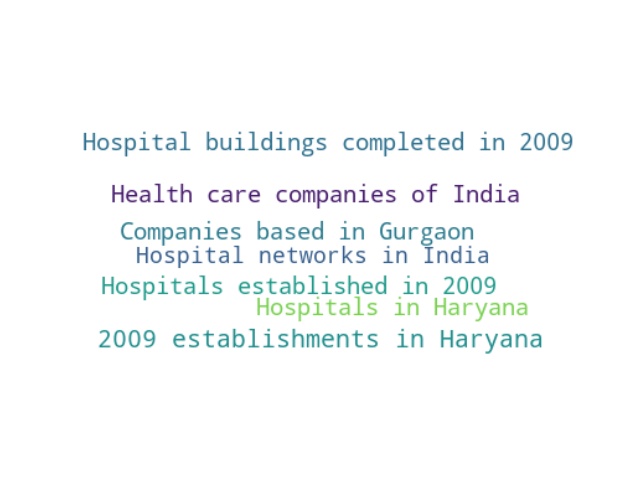 Hospital buildings completed in 2009
Health care companies of India
Companies based in Gurgaon
Hospital networks in India
Hospitals established in 2009
Hospitals in Haryana
2009 establishments in Haryana